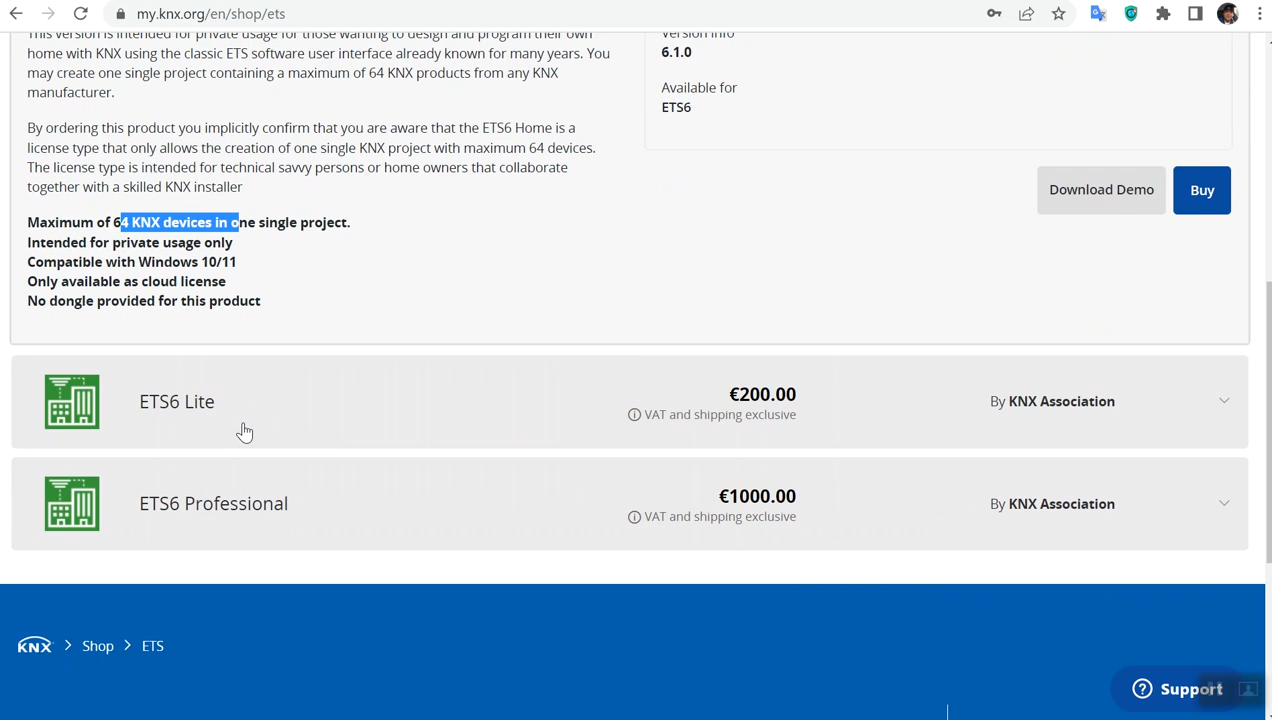 my.knx.org/en/shop/ets
This version is intended for private usage for those wanting to design and program their own
home with KNX using the classic ETS software user interface already known for many years. You
may create one single project containing a maximum of 64 KNX products from any KNX
manufacturer.
By ordering this product you implicitly confirm that you are aware that the ETS6 Home is a
license type that only allows the creation of one single KNX project with maximum 64 devices.
The license type is intended for technical savvy persons or home owners that collaborate
together with a skilled KNX installer
Maximum of 64 KNX devices in one single project.
Intended for private usage only
Compatible with Windows 10/11
Only available as cloud license
No dongle provided for this product
Version info
6.1.0
Available for
ETS6
Download Demo
Buy
ETS6 Lite
€200.00
VAT and shipping exclusive
By KNX Association
ETS6 Professional
€1000.00
VAT and shipping exclusive
By KNX Association
KNX > Shop > ETS
Support